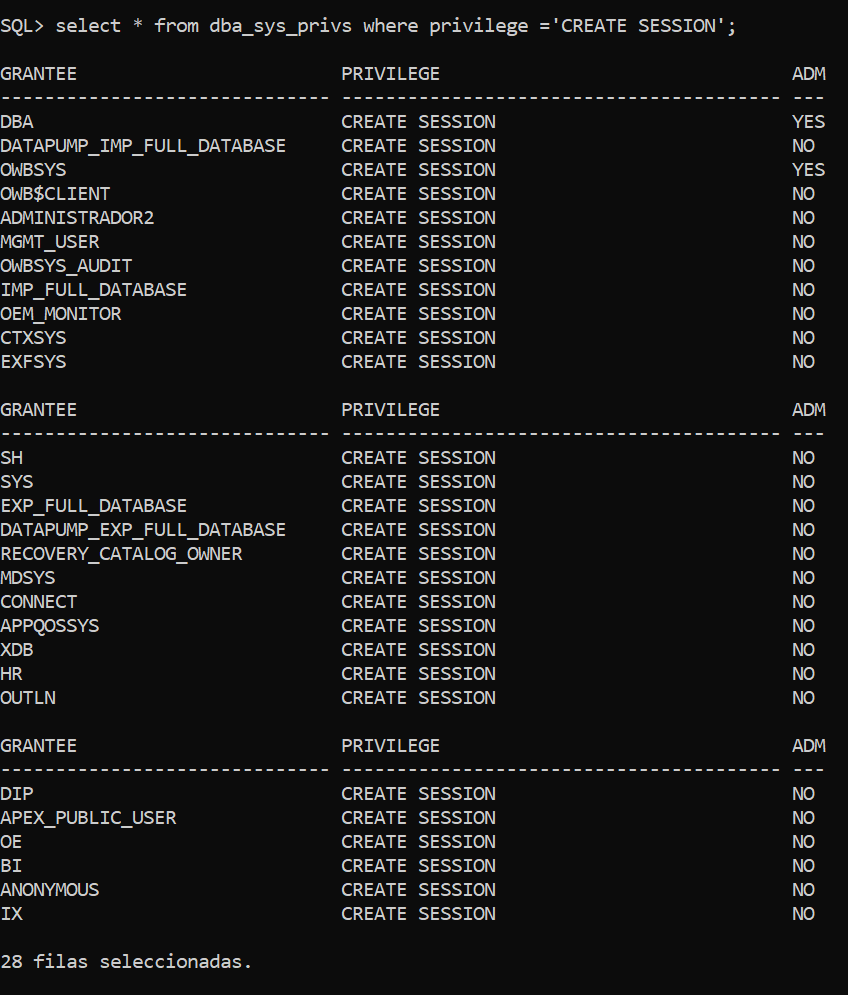 SQL> select * from dba_sys_privs where privilege ='CREATE SESSION';
GRANTEE                        PRIVILEGE                                ADM
------------------------------ ---------------------------------------- ---
DBA                            CREATE SESSION                           YES
DATAPUMP_IMP_FULL_DATABASE     CREATE SESSION                           NO
OWBSYS                         CREATE SESSION                           YES
OWB$CLIENT                     CREATE SESSION                           NO
ADMINISTRADOR2                 CREATE SESSION                           NO
MGMT_USER                      CREATE SESSION                           NO
OWBSYS_AUDIT                   CREATE SESSION                           NO
IMP_FULL_DATABASE              CREATE SESSION                           NO
OEM_MONITOR                    CREATE SESSION                           NO
CTXSYS                         CREATE SESSION                           NO
EXFSYS                         CREATE SESSION                           NO
GRANTEE                        PRIVILEGE                                ADM
------------------------------ ---------------------------------------- ---
SH                             CREATE SESSION                           NO
SYS                            CREATE SESSION                           NO
EXP_FULL_DATABASE              CREATE SESSION                           NO
DATAPUMP_EXP_FULL_DATABASE     CREATE SESSION                           NO
RECOVERY_CATALOG_OWNER         CREATE SESSION                           NO
MDSYS                          CREATE SESSION                           NO
CONNECT                        CREATE SESSION                           NO
APPQOSSYS                      CREATE SESSION                           NO
XDB                            CREATE SESSION                           NO
HR                             CREATE SESSION                           NO
OUTLN                          CREATE SESSION                           NO
GRANTEE                        PRIVILEGE                                ADM
------------------------------ ---------------------------------------- ---
DIP                            CREATE SESSION                           NO
APEX_PUBLIC_USER               CREATE SESSION                           NO
OE                             CREATE SESSION                           NO
BI                             CREATE SESSION                           NO
ANONYMOUS                      CREATE SESSION                           NO
IX                             CREATE SESSION                           NO
28 filas seleccionadas.